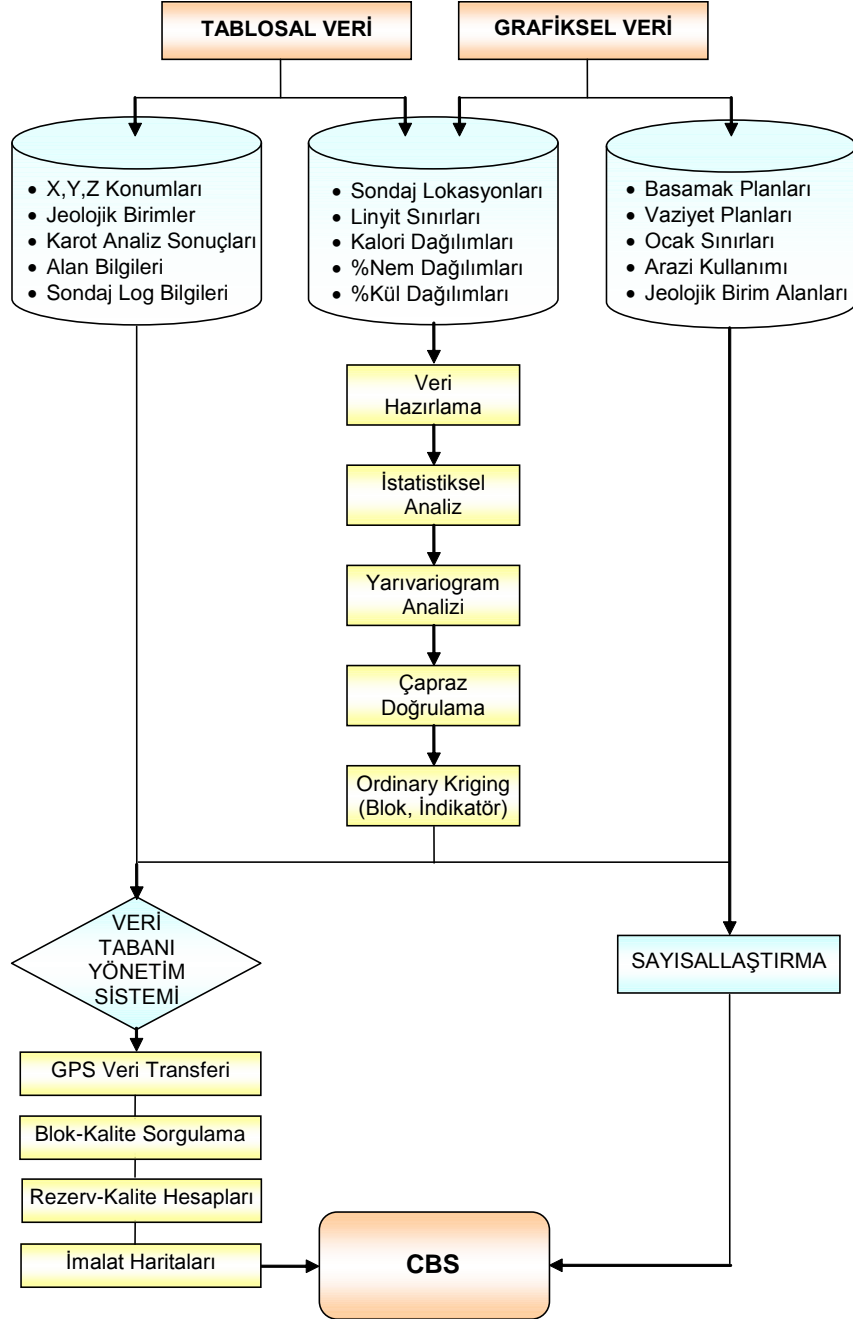 TABLOSAL VERİ
GRAFİKSEL VERİ
• X,Y,Z Konumları
• Jeolojik Birimler
• Karot Analiz Sonuçları
• Alan Bilgileri
• Sondaj Log Bilgileri
• Sondaj Lokasyonları
• Linyit Sınırları
• Kalori Dağılımları
• %Nem Dağılımları
• %Kül Dağılımları
• Basamak Planları
• Vaziyet Planları
• Ocak Sınırları
• Arazi Kullanımı
• Jeolojik Birim Alanları
Veri
Hazırlama
İstatistiksel
Analiz
Yarıvariogram
Analizi
Çapraz
Doğrulama
Ordinary Kriging
(Blok, İndikatör)
VERİ
TABANI
YÖNETİM
SİSTEMİ
SAYISALLAŞTIRMA
GPS Veri Transferi
Blok-Kalite Sorgulama
Rezerv-Kalite Hesapları
İmalat Haritaları
CBS